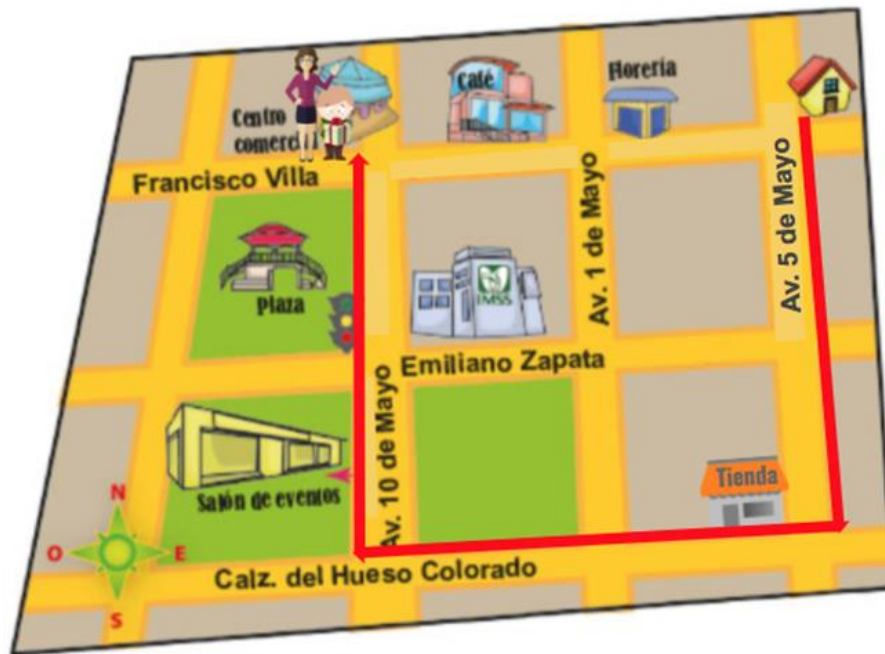 Centro
comercial
Café
Florería
Francisco Villa
Plaza
IMSS
Av. 1 de Mayo
Av. 5 de Mayo
Emiliano Zapata
Av. 10 de Mayo
Salón de eventos
Tienda
Calz. del Hueso Colorado
N
O
E
S